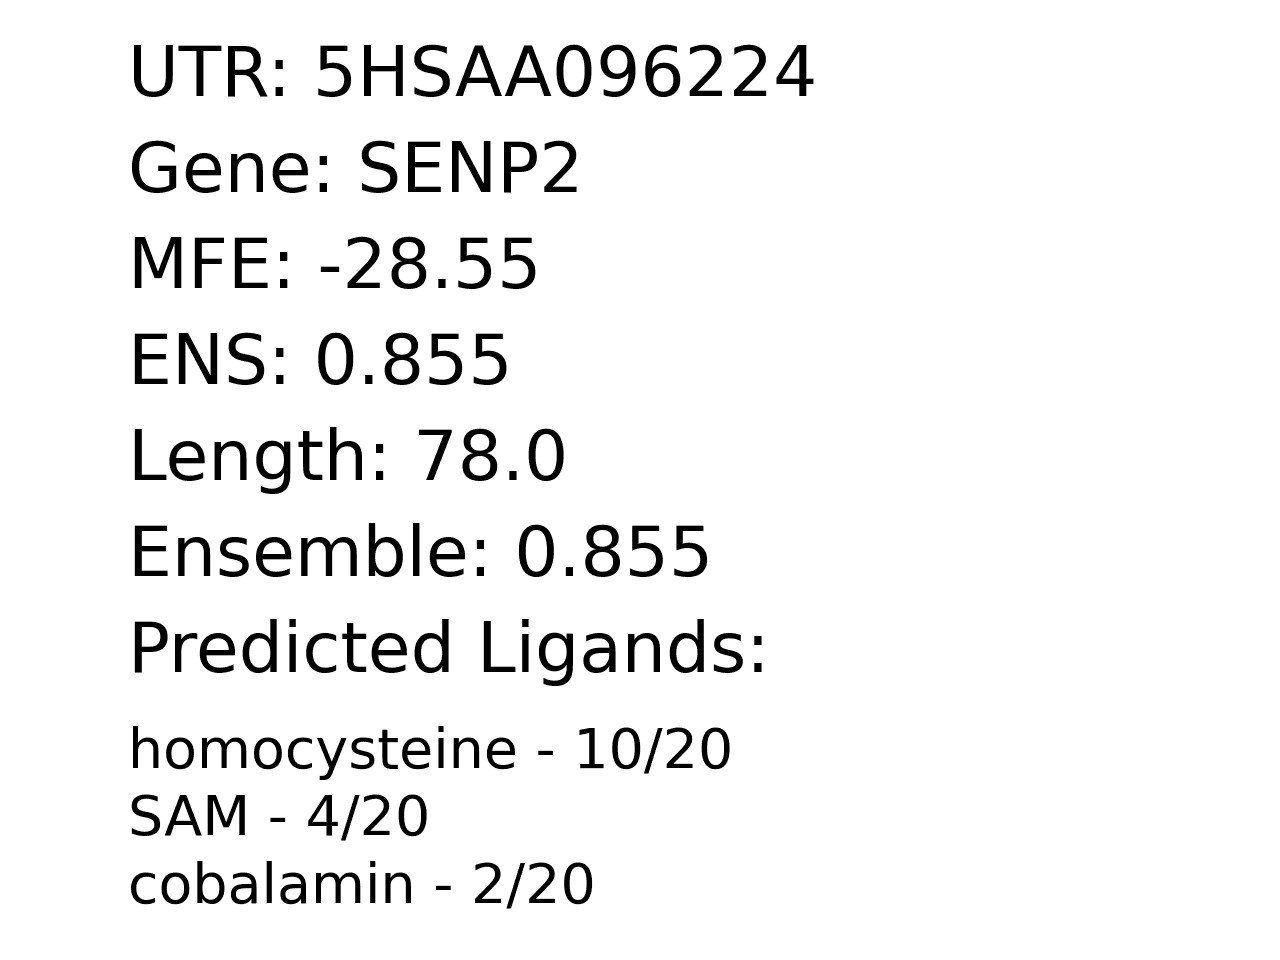 UTR: 5HSAA096224
Gene: SENP2
MFE: -28.55
ENS: 0.855
Length: 78.0
Ensemble: 0.855
Predicted Ligands:
homocysteine - 10/20
SAM - 4/20
cobalamin - 2/20